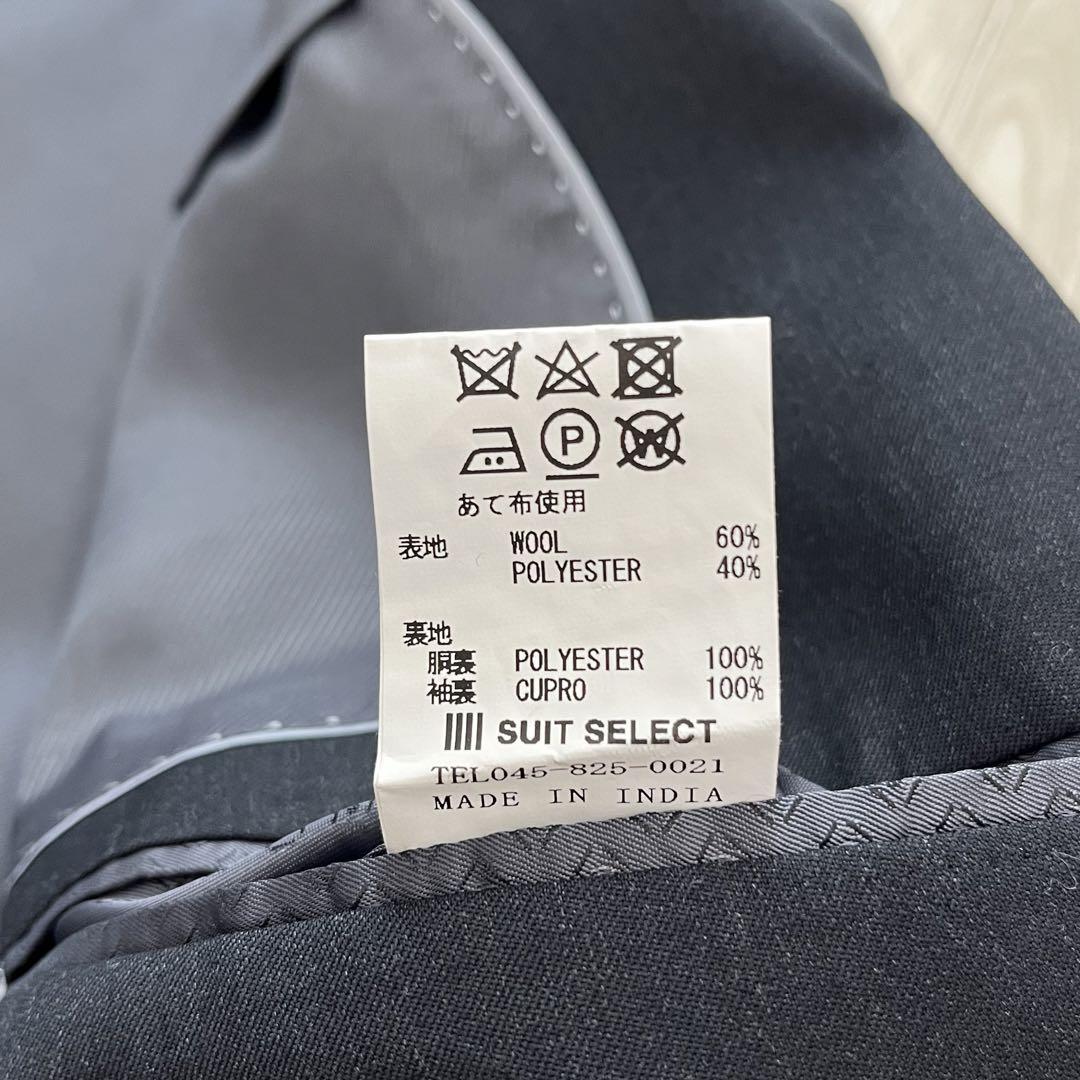 P W
あて布使用
表地 WOOL 60%
POLYESTER 40%
裏地
胴裏 POLYESTER 100%
袖裏 CUPRO 100%
SUIT SELECT
TEL045-825-0021
MADE IN INDIA